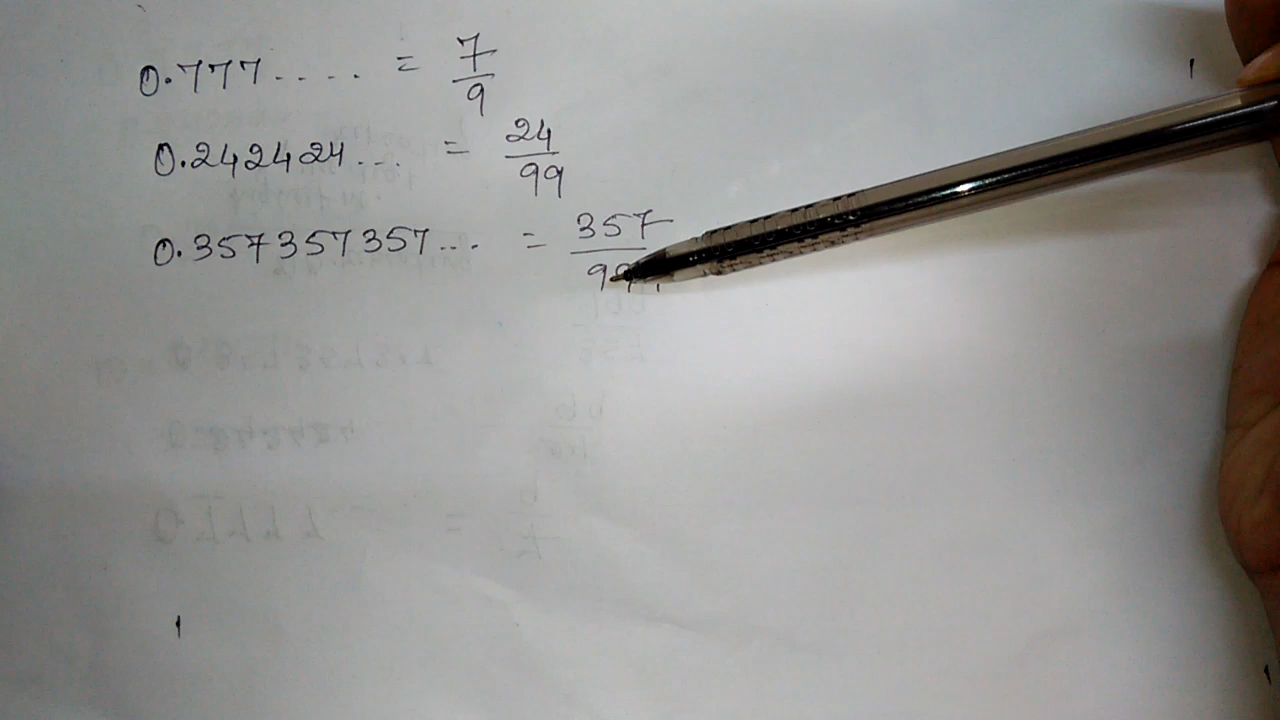 0.777.... = 7/9
0.242424... = 24/99
0.357357357... = 357/99